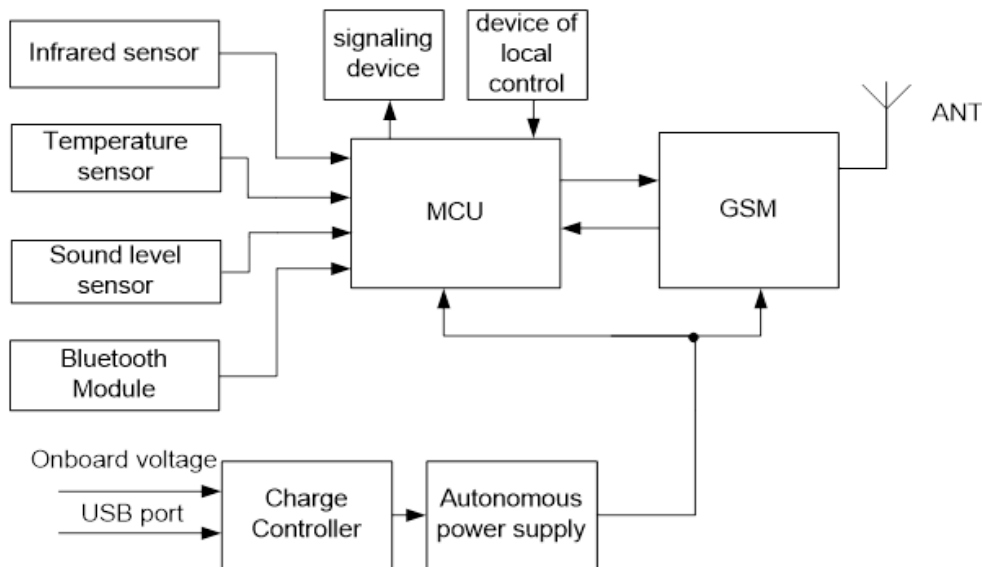 Infrared sensor
signaling
device
device of
local
control
ANT
Temperature
sensor
MCU
GSM
Sound level
sensor
Bluetooth
Module
Onboard voltage
USB port
Charge
Controller
Autonomous
power supply